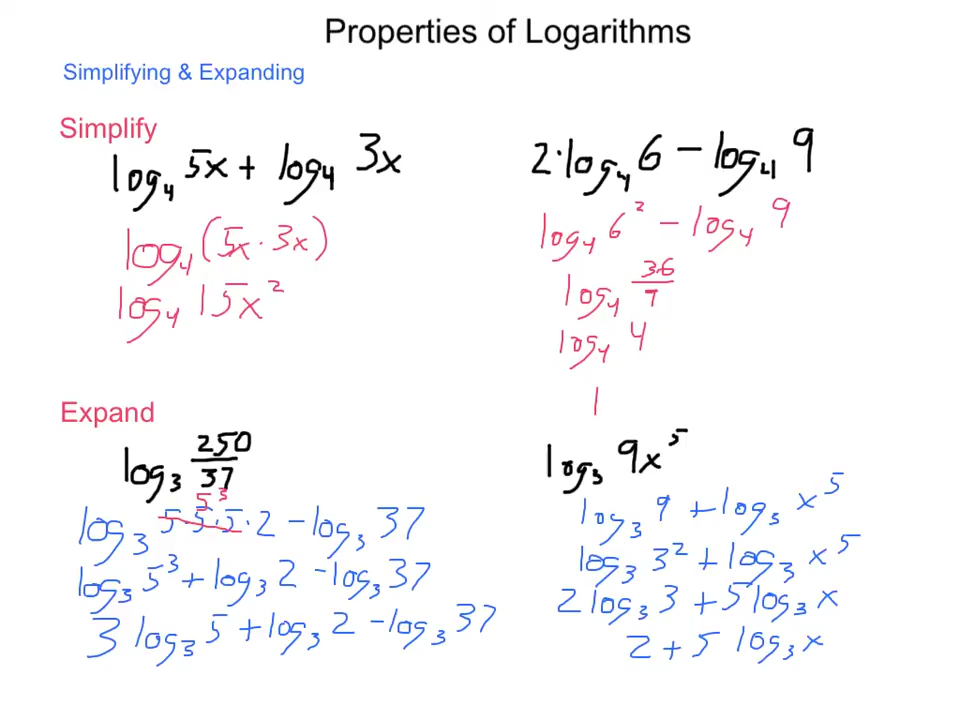 Properties of Logarithms
Simplifying & Expanding
Simplify
log₄ 5x + log₄ 3x
log₄(5x · 3x)
log₄ 15x²
2·log₄ 6 − log₄ 9
log₄ 6² − log₄ 9
log₄ 36/9
log₄ 4
1
Expand
log₃ 250/37
5³
log₃ 5·5·5·2 − log₃ 37
log₃ 5³ + log₃ 2 − log₃ 37
3 log₃ 5 + log₃ 2 − log₃ 37
log₃ 9x⁵
log₃ 9 + log₃ x⁵
log₃ 3² + log₃ x⁵
2 log₃ 3 + 5 log₃ x
2 + 5 log₃ x